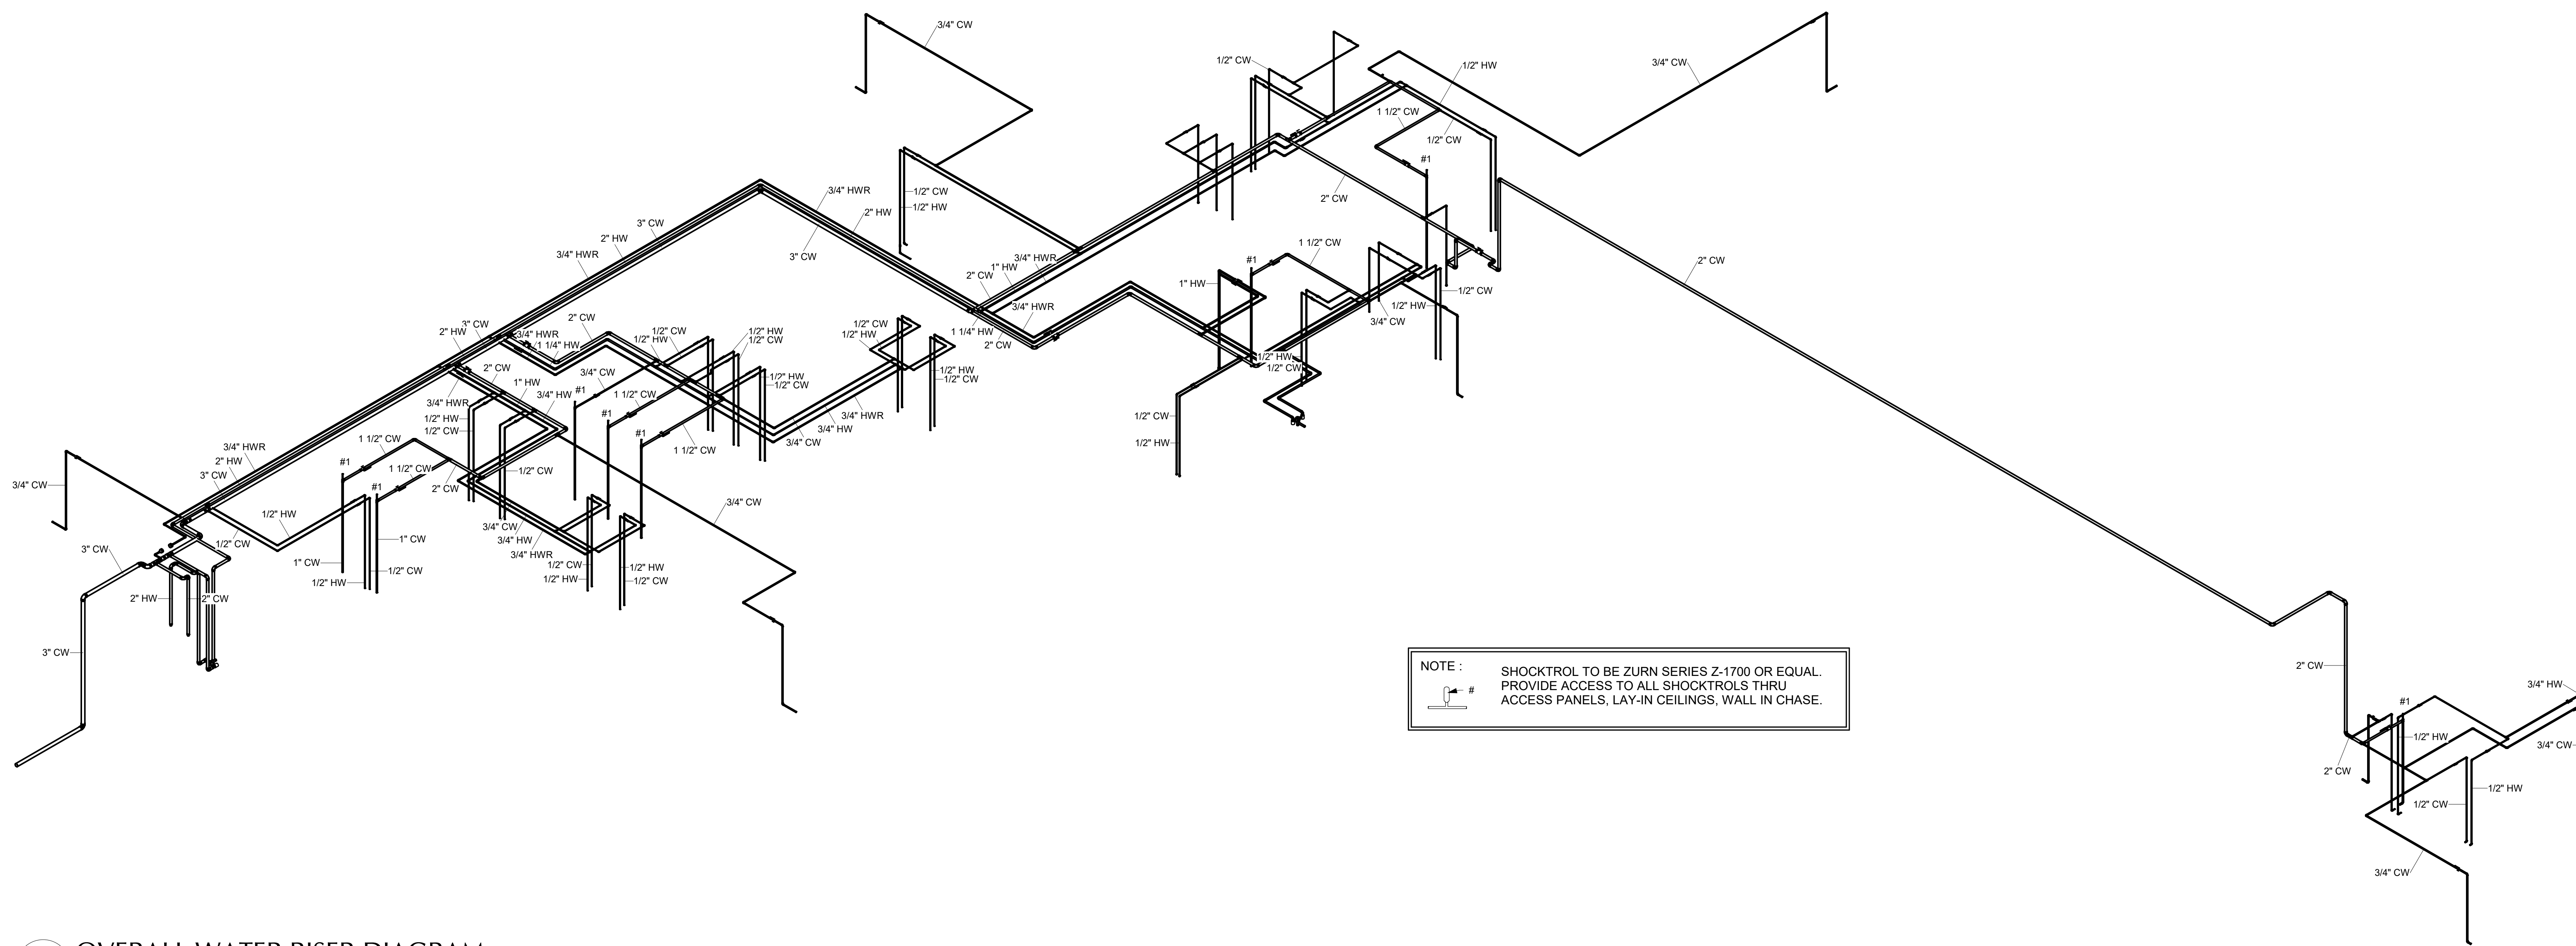 3/4" CW
1/2" CW
1/2" HW
3/4" CW
1 1/2" CW
1/2" CW
#1
3/4" HWR
1/2" CW
2" CW
1/2" HW
2" HW
3" CW
2" HW
1 1/2" CW
3/4" HWR
3" CW
3/4" HWR
#1
2" CW
1" HW
2" CW
1" HW
1/2" CW
3/4" HWR
1/2" HW
2" CW
3/4" CW
3" CW
1/2" CW
2" HW
3/4" HWR
1/2" CW
1/2" HW
1 1/4" HW
1/2" HW
1/2" CW
1/2" HW
1 1/4" HW
2" CW
1/2" HW
1/2" CW
2" CW
3/4" CW
1/2" HW
1/2" HW
1" HW
1/2" CW
1/2" CW
#1
3/4" HW
1 1/2" CW
3/4" HWR
3/4" HWR
1/2" CW
1/2" HW
#1
3/4" HW
1/2" CW
#1
3/4" CW
1/2" HW
1 1/2" CW
1 1/2" CW
3/4" HWR
2" HW
#1
1 1/2" CW
1/2" CW
3" CW
3/4" CW
#1
2" CW
3/4" CW
1/2" HW
3/4" CW
1/2" CW
3/4" HW
1" CW
3" CW
3/4" HWR
1" CW
1/2" CW
1/2" HW
1/2" CW
1/2" HW
1/2" HW
1/2" CW
2" HW
2" CW
3" CW
NOTE :
#
SHOCKTROL TO BE ZURN SERIES Z-1700 OR EQUAL.
PROVIDE ACCESS TO ALL SHOCKTROLS THRU
ACCESS PANELS, LAY-IN CEILINGS, WALL IN CHASE.
2" CW
3/4" HW
#1
1/2" HW
3/4" CW
2" CW
1/2" HW
1/2" CW
3/4" CW
OVERALL WATER RISER DIAGRAM